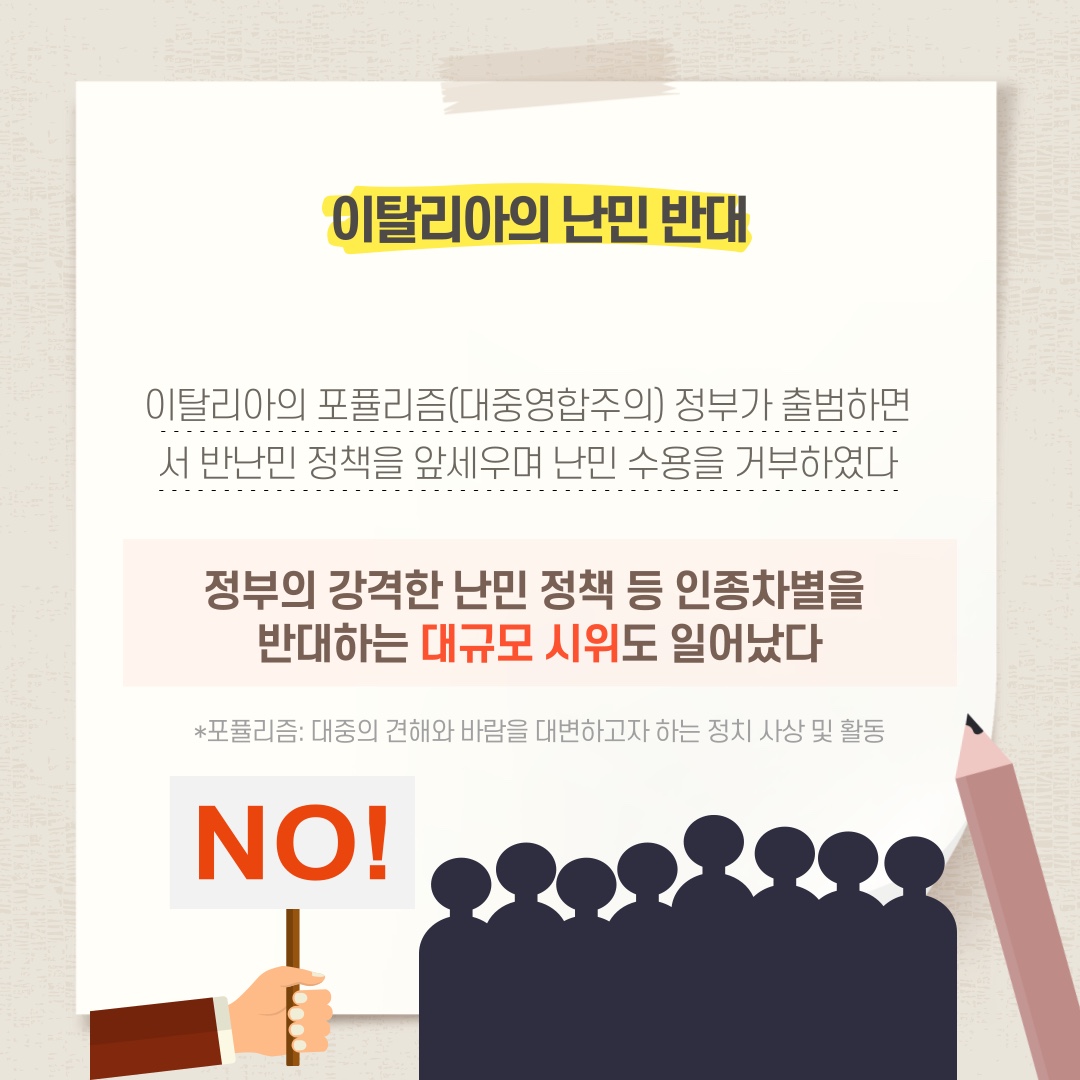 이탈리아의 난민 반대
이탈리아의 포퓰리즘(대중영합주의) 정부가 출범하면
서 반난민 정책을 앞세우며 난민 수용을 거부하였다
정부의 강격한 난민 정책 등 인종차별을
반대하는 대규모 시위도 일어났다
*포퓰리즘: 대중의 견해와 바람을 대변하고자 하는 정치 사상 및 활동
NO!